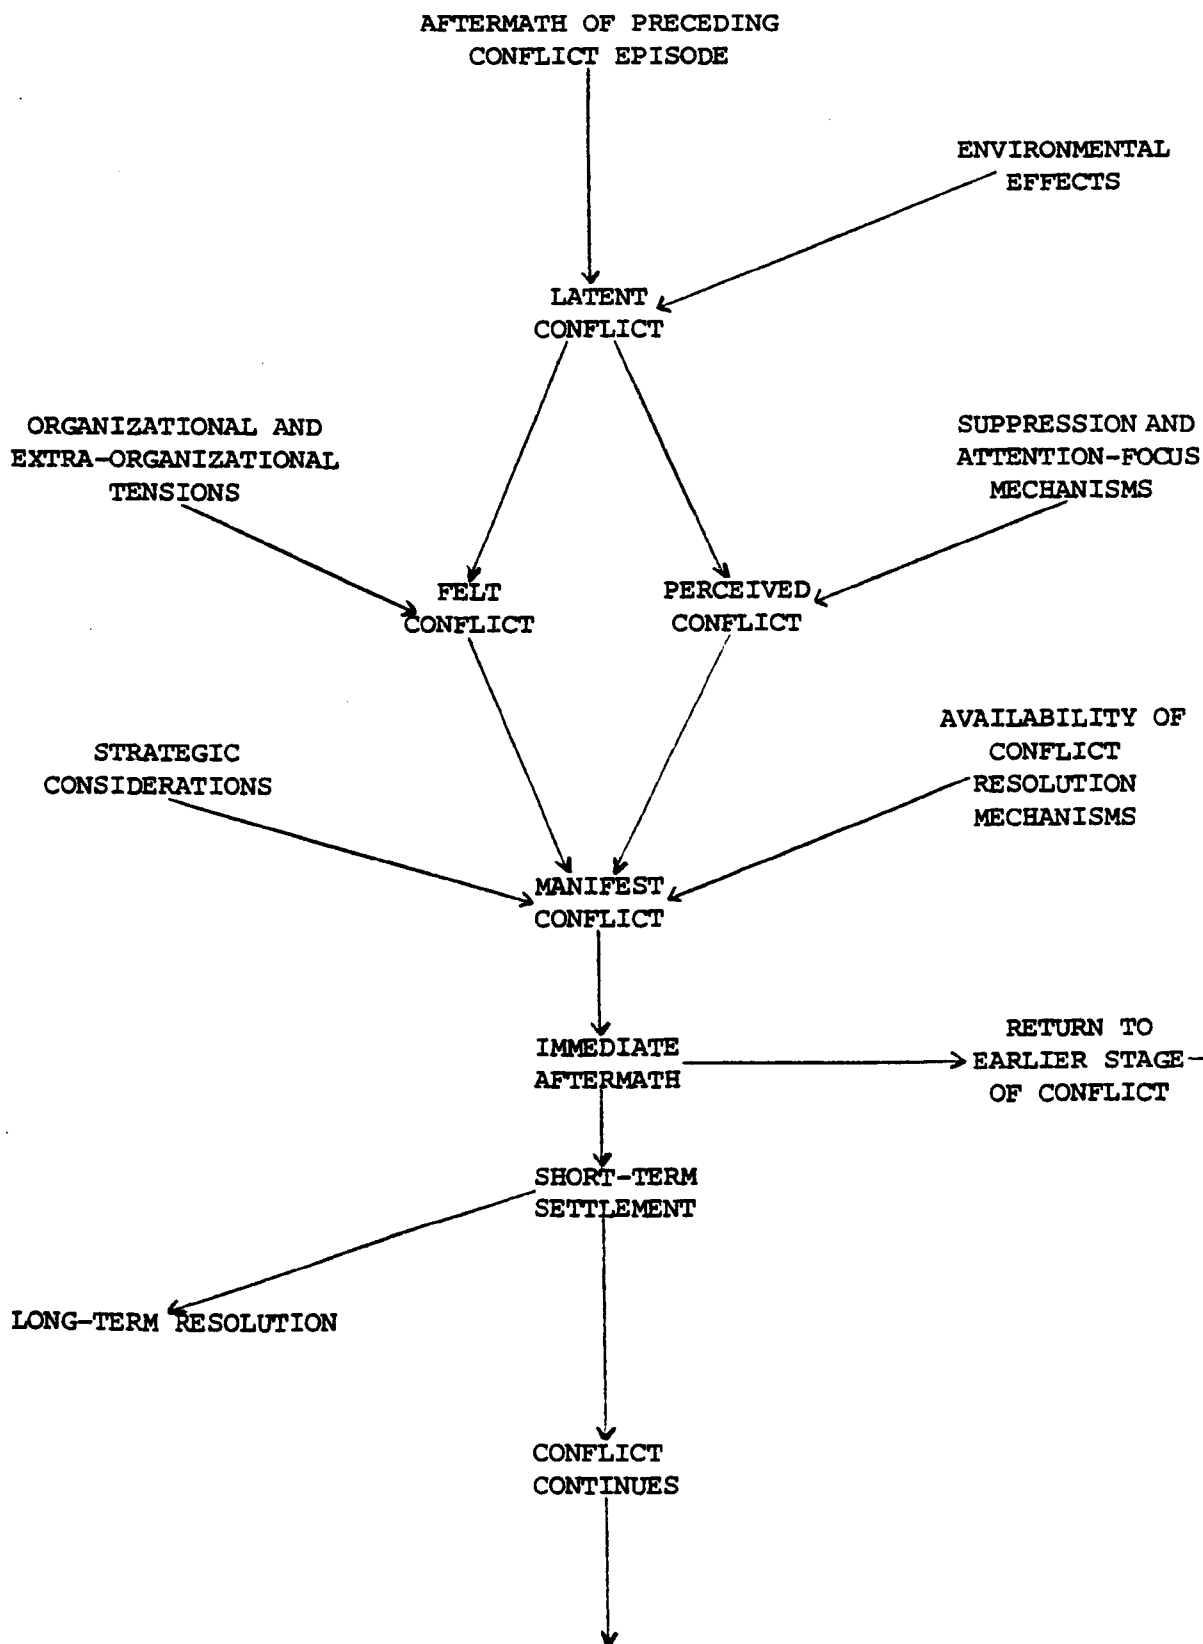 AFTERMATH OF PRECEDING
CONFLICT EPISODE
ENVIRONMENTAL
EFFECTS
LATENT
CONFLICT
ORGANIZATIONAL AND
EXTRA-ORGANIZATIONAL
TENSIONS
SUPPRESSION AND
ATTENTION-FOCUS
MECHANISMS
FELT
CONFLICT
PERCEIVED
CONFLICT
STRATEGIC
CONSIDERATIONS
AVAILABILITY OF
CONFLICT
RESOLUTION
MECHANISMS
MANIFEST
CONFLICT
IMMEDIATE
AFTERMATH
RETURN TO
EARLIER STAGE-
OF CONFLICT
SHORT-TERM
SETTLEMENT
LONG-TERM RESOLUTION
CONFLICT
CONTINUES